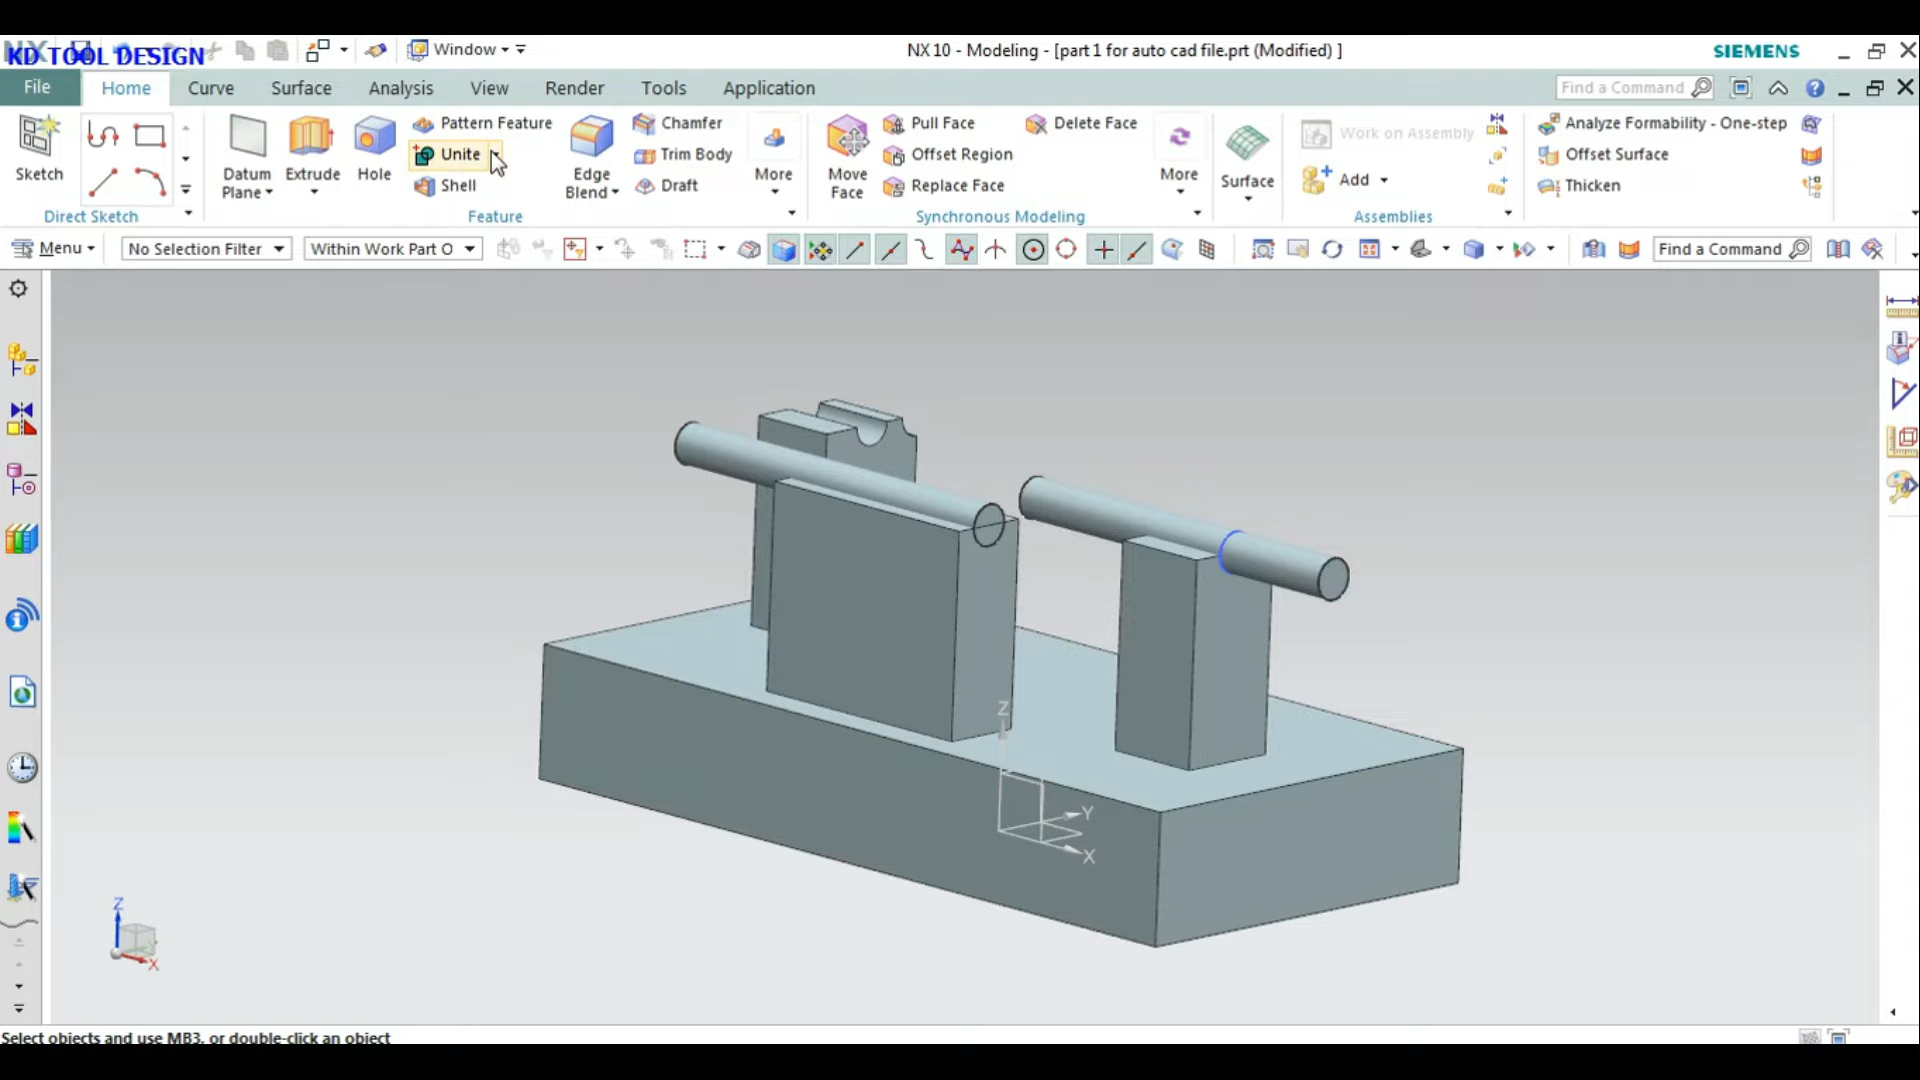 KD TOOL DESIGN
Window
NX 10 - Modeling - [part 1 for auto cad file.prt (Modified) ]
SIEMENS
File
Home
Curve
Surface
Analysis
View
Render
Tools
Application
Find a Command
Sketch
Datum
Plane
Extrude
Hole
Pattern Feature
Unite
Shell
Edge
Blend
Chamfer
Trim Body
Draft
More
Move
Face
Pull Face
Offset Region
Replace Face
Delete Face
More
Surface
Work on Assembly
Add
Analyze Formability - One-step
Offset Surface
Thicken
Direct Sketch
Feature
Synchronous Modeling
Assemblies
Menu
No Selection Filter
Within Work Part O
Find a Command
Z
Y
X
Z
X
Select objects and use MB3, or double-click an object